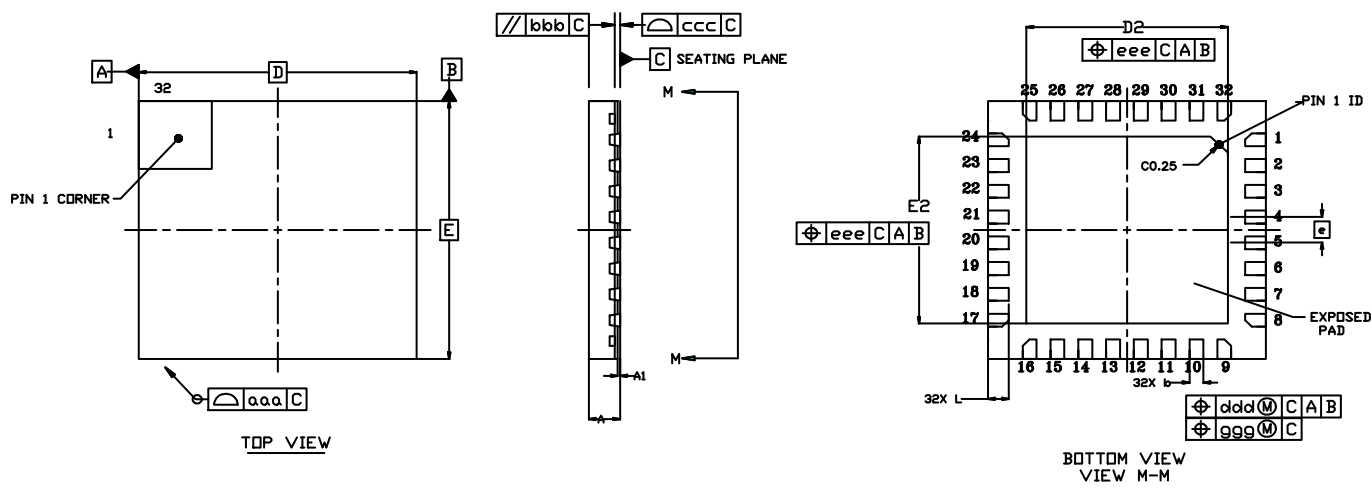 // bbb C
⌓ ccc C
C SEATING PLANE
A
D
B
32
1
PIN 1 CORNER
E
⌓ aaa C
TOP VIEW
M
M
A1
A
D2
⌖ eee C A B
25 26 27 28 29 30 31 32
PIN 1 ID
24
23
22
21
20
19
18
17
1
2
3
4
5
6
7
8
C0.25
E2
⌖ eee C A B
e
EXPOSED
PAD
16 15 14 13 12 11 10 9
32X b
32X L
⌖ ddd Ⓜ C A B
⌖ ggg Ⓜ C
BOTTOM VIEW
VIEW M-M